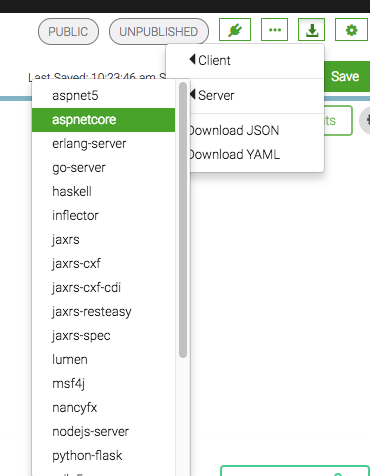 PUBLIC
UNPUBLISHED
Client
Last Saved: 10:23:46 am S
Save
aspnet5
Server
aspnetcore
Download JSON
erlang-server
Download YAML
go-server
haskell
inflector
jaxrs
jaxrs-cxf
jaxrs-cxf-cdi
jaxrs-resteasy
jaxrs-spec
lumen
msf4j
nancyfx
nodejs-server
python-flask